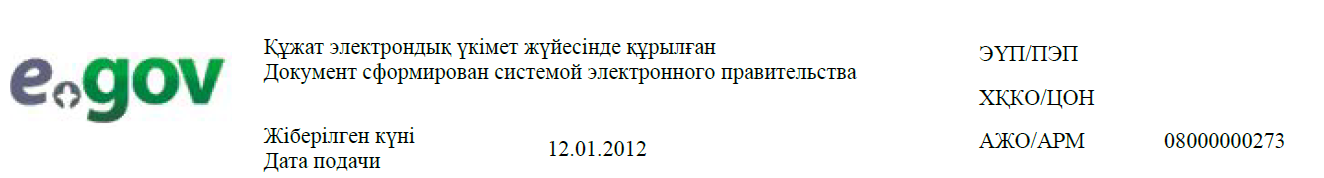 e.gov
Құжат электрондық үкімет жүйесінде құрылған
Документ сформирован системой электронного правительства
ЭҮП/ПЭП
ХҚКО/ЦОН
Жіберілген күні
Дата подачи
12.01.2012
АЖО/АРМ 08000000273